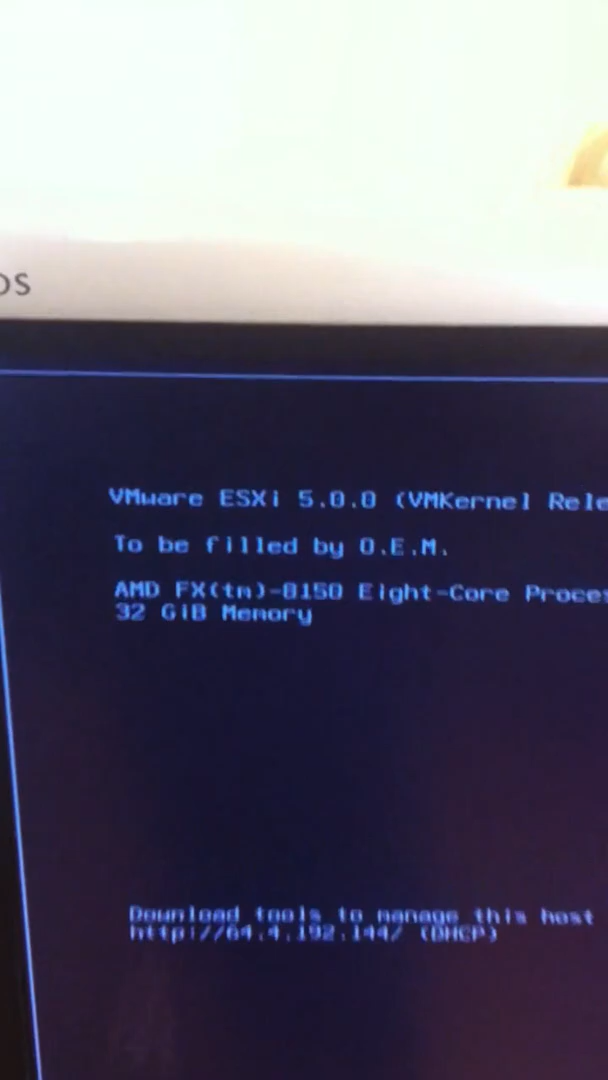 os
VMware ESXi 5.0.0 (VMKernel Rele
To be filled by O.E.M.
AMD FX(tm)-8150 Eight-Core Proces
32 GiB Memory
Download tools to manage this host
http://64.4.192.144/ (DHCP)